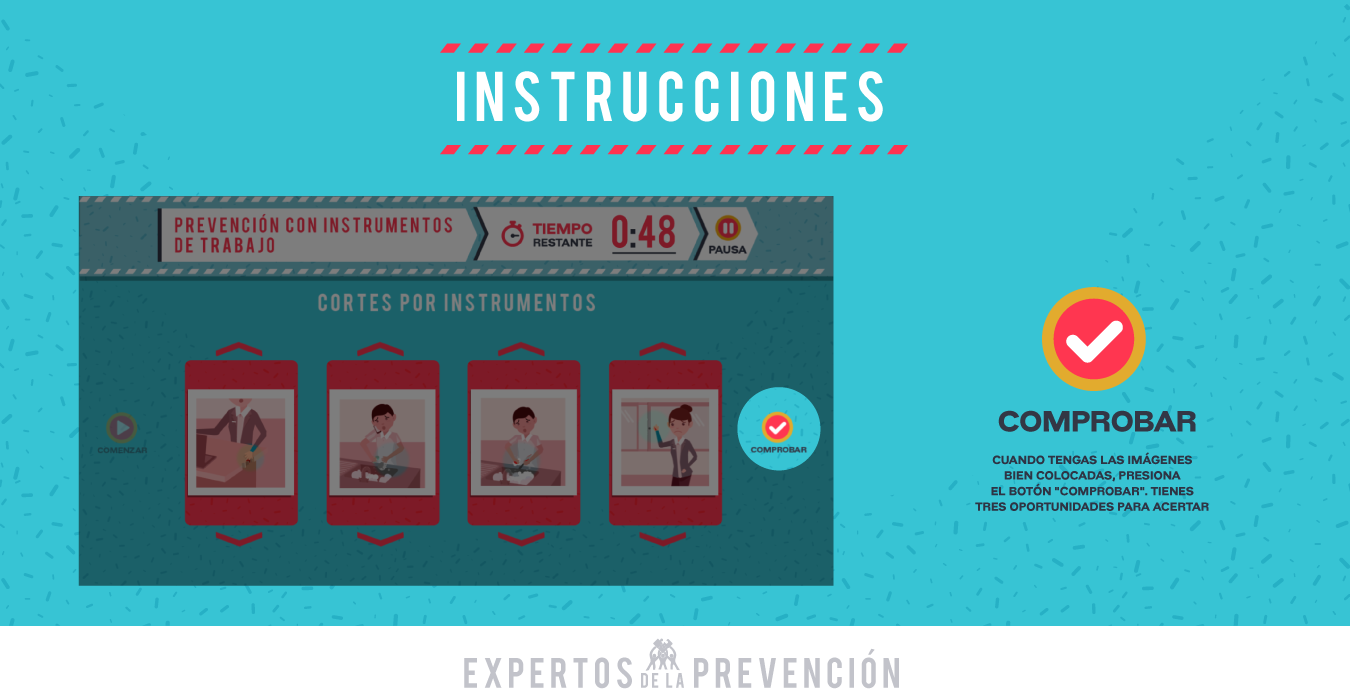 INSTRUCCIONES
PREVENCIÓN CON INSTRUMENTOS
DE TRABAJO
TIEMPO
RESTANTE
0:48
PAUSA
CORTES POR INSTRUMENTOS
COMENZAR
COMPROBAR
COMPROBAR
CUANDO TENGAS LAS IMÁGENES
BIEN COLOCADAS, PRESIONA
EL BOTÓN "COMPROBAR". TIENES
TRES OPORTUNIDADES PARA ACERTAR
EXPERTOS DE LA PREVENCIÓN